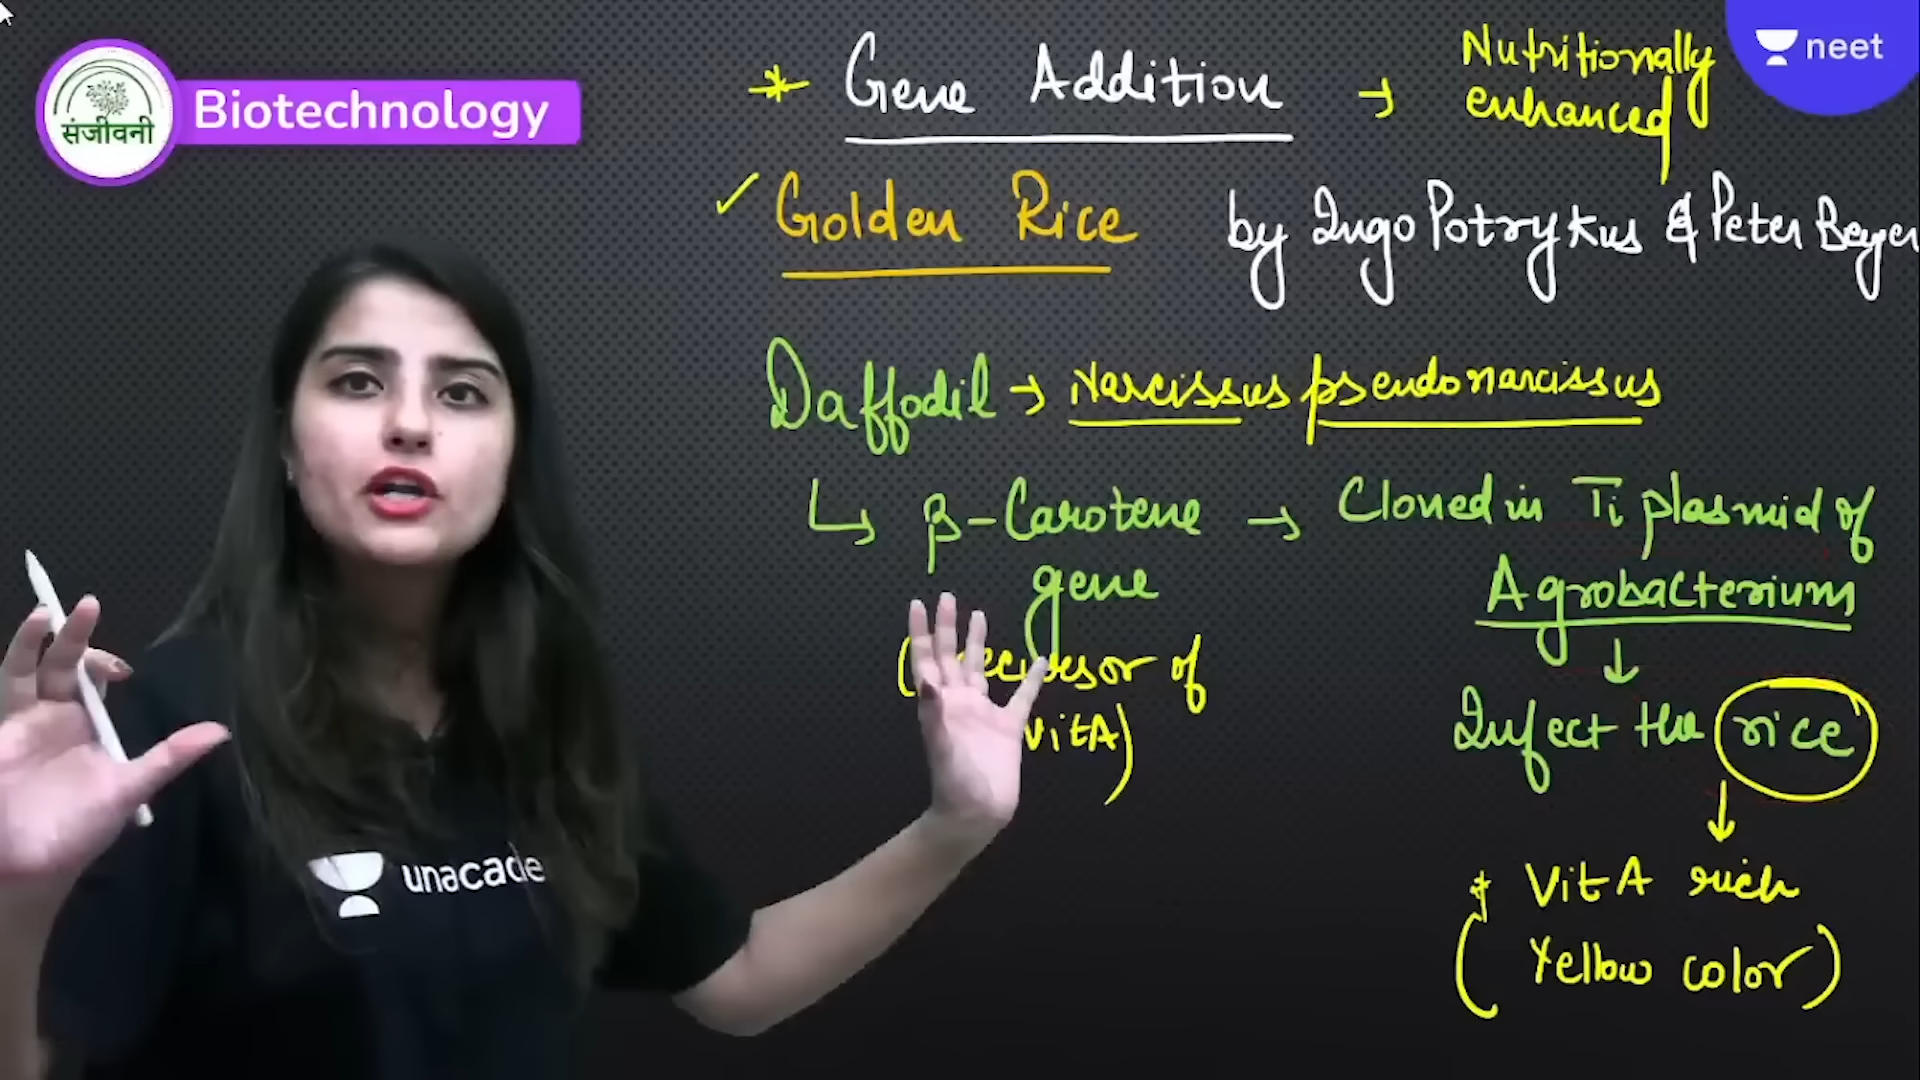 संजीवनी
Biotechnology
neet
* Gene Addition → Nutritionally
enhanced
✓ Golden Rice by Ingo Potrykus & Peter Beyer
Daffodil → Narcissus pseudonarcissus
↳ β-Carotene → Cloned in Ti plasmid of
gene Agrobacterium
↓
(of Infect the rice
VitA)
↓
* Vit A rich
(Yellow color)
unacade